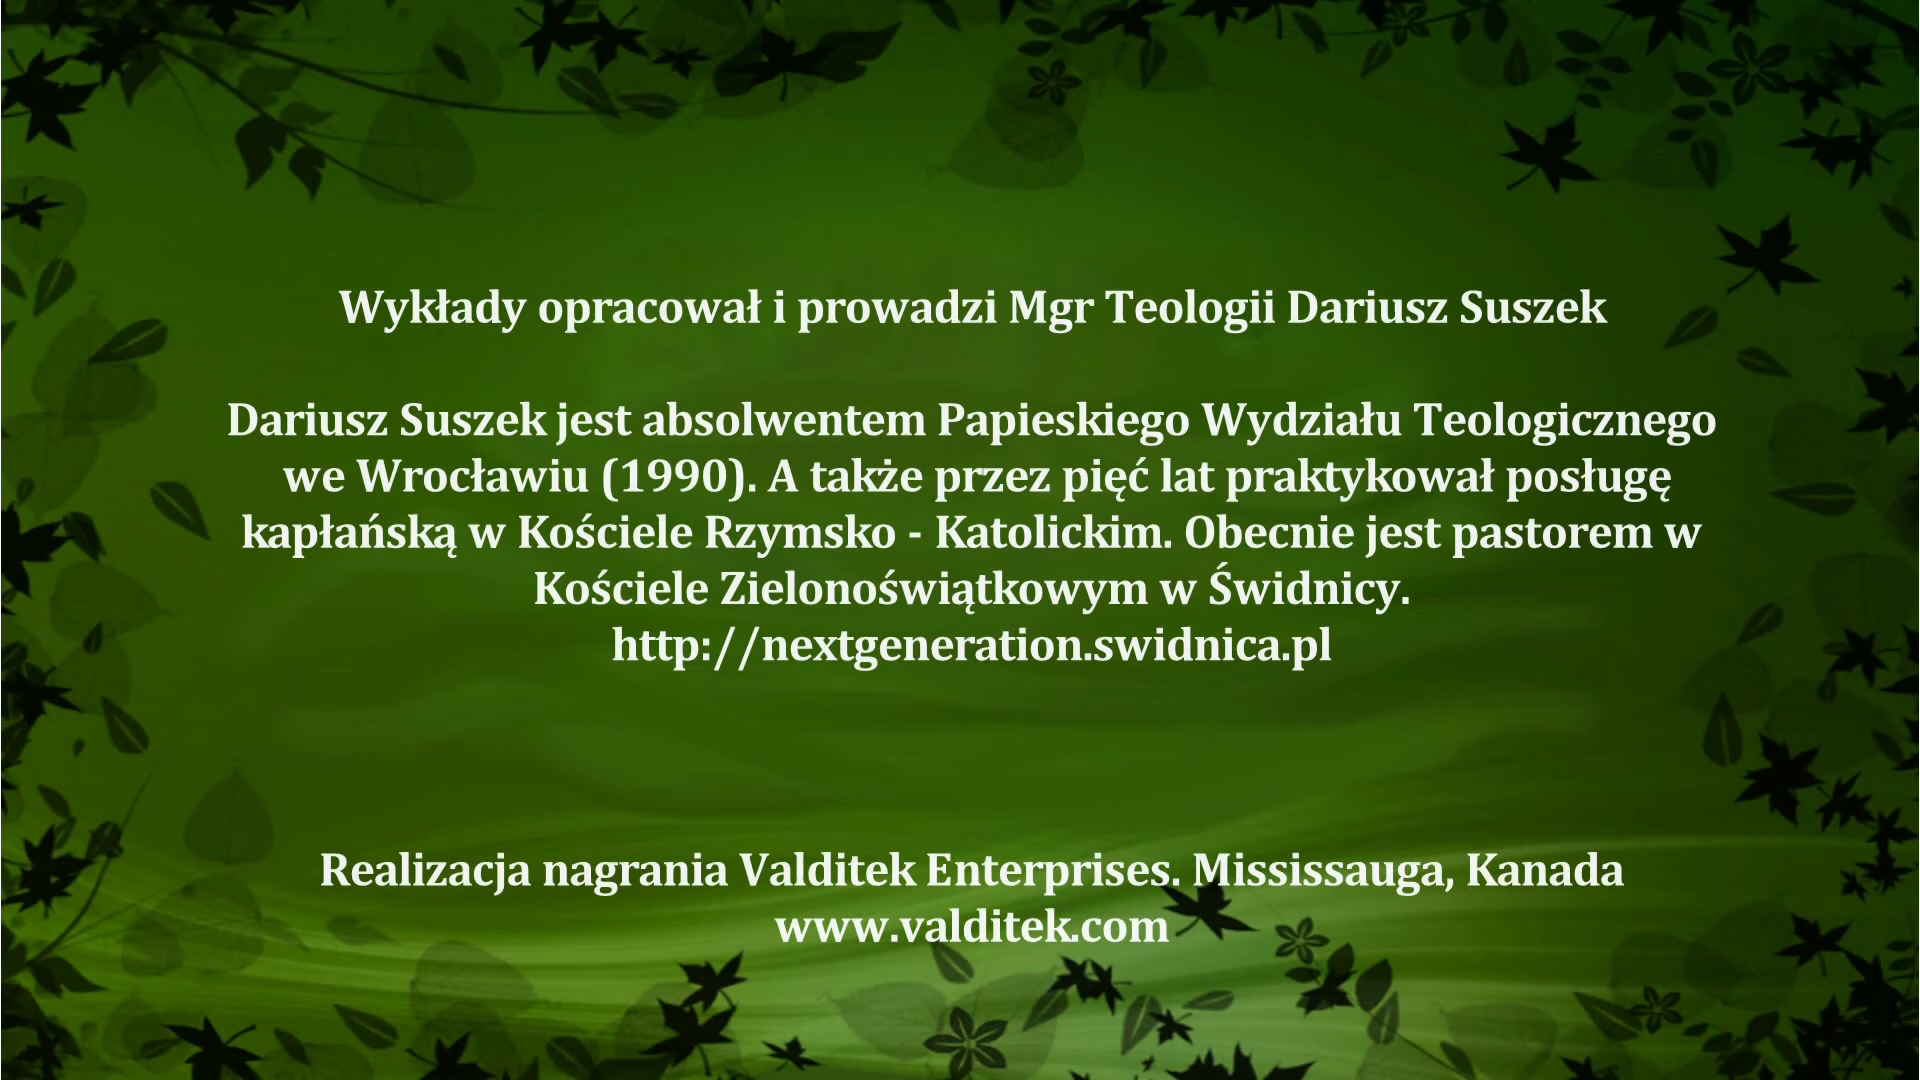 Wykłady opracował i prowadzi Mgr Teologii Dariusz Suszek
Dariusz Suszek jest absolwentem Papieskiego Wydziału Teologicznego
we Wrocławiu (1990). A także przez pięć lat praktykował posługę
kapłańską w Kościele Rzymsko - Katolickim. Obecnie jest pastorem w
Kościele Zielonoświątkowym w Świdnicy.
http://nextgeneration.swidnica.pl
Realizacja nagrania Valditek Enterprises. Mississauga, Kanada
www.valditek.com